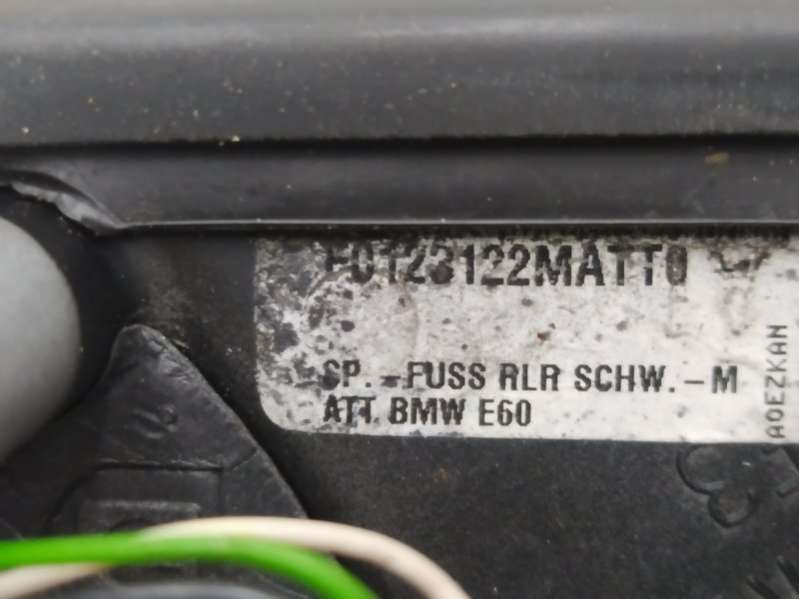 F0123122MATT0
SP.-FUSS RLR SCHW.-M
ATT BMW E60
AOEZKAN